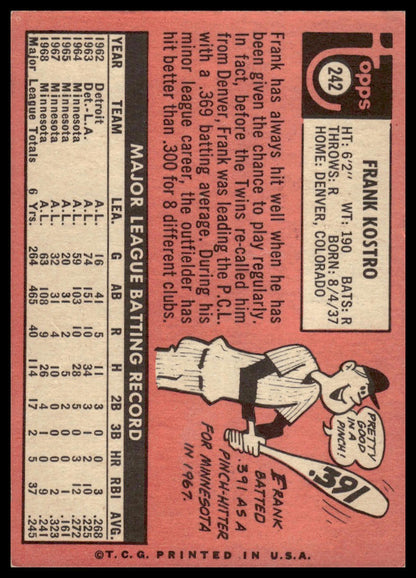 Topps
242
FRANK KOSTRO
HT: 6'2" WT: 190 BATS: R
THROWS: R BORN: 8/4/37
HOME: DENVER, COLORADO
Frank has always hit well when he has
been given the chance to play regularly.
In fact, before the Twins re-called him
from Denver, Frank was leading the P.C.L.
with a .369 batting average. During his
minor league career, the outfielder has
hit better than .300 for 8 different clubs.
PRETTY
GOOD
IN A
PINCH!
.391
FRANK
BATTED
.391 AS A
PINCH-HITTER
FOR MINNESOTA
IN 1967.
MAJOR LEAGUE BATTING RECORD
YEAR TEAM LEA. G AB R H 2B 3B HR RBI AVG.
1962 Detroit A.L. 16 41 5 11 3 0 0 3 .268
1963 Det.-L.A. A.L. 74 151 10 34 3 1 2 10 .225
1964 Minnesota A.L. 59 103 10 28 5 0 3 12 .272
1965 Minnesota A.L. 20 31 2 5 2 0 0 1 .161
1967 Minnesota A.L. 32 31 4 10 0 0 0 2 .323
1968 Minnesota A.L. 63 108 9 26 4 1 0 9 .241
Major League Totals 6 Yrs. 264 465 40 114 17 2 5 37 .245
© T.C.G. PRINTED IN U.S.A.